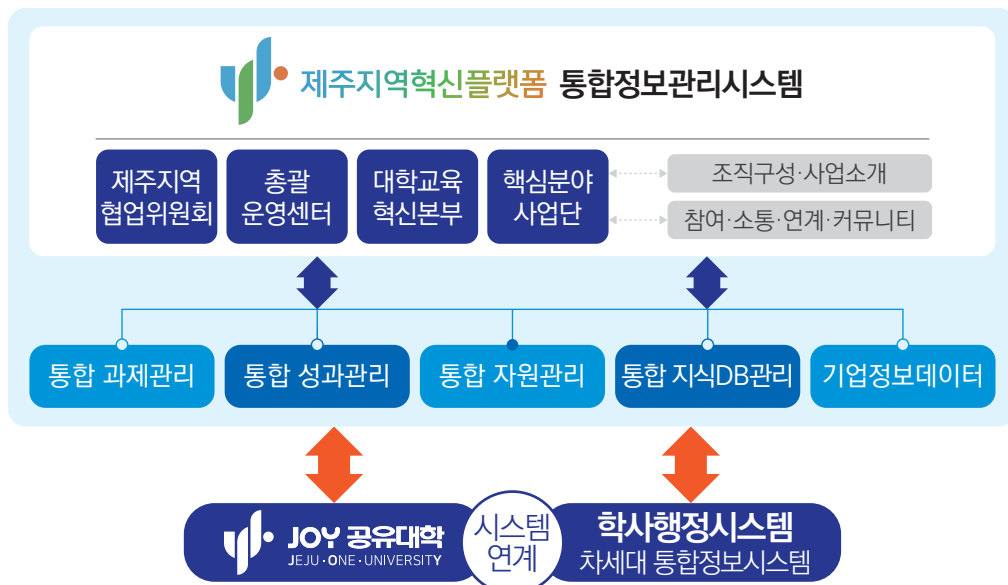 제주지역혁신플랫폼 통합정보관리시스템
제주지역
협업위원회
총괄
운영센터
대학교육
혁신본부
핵심분야
사업단
조직구성·사업소개
참여·소통·연계·커뮤니티
통합 과제관리
통합 성과관리
통합 자원관리
통합 지식DB관리
기업정보데이터
JOY 공유대학
JEJU·ONE·UNIVERSITY
시스템
연계
학사행정시스템
차세대 통합정보시스템